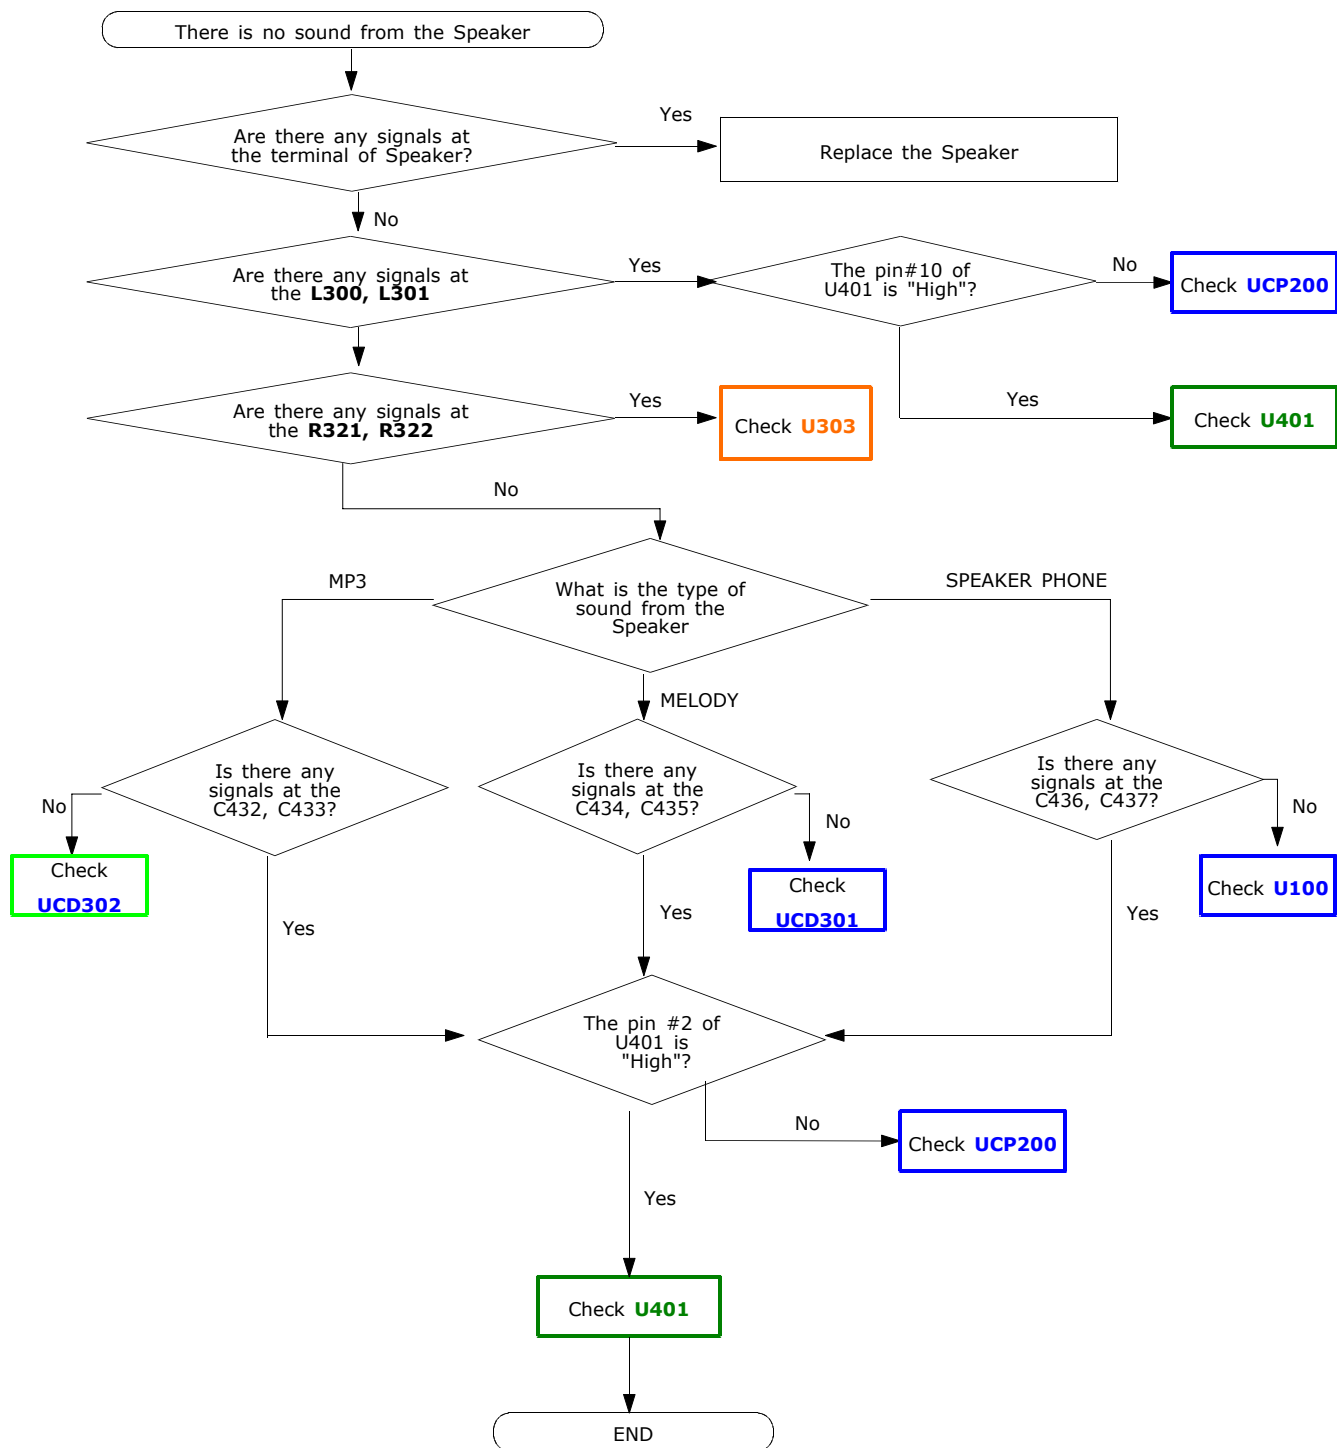 There is no sound from the Speaker
Are there any signals at
the terminal of Speaker?
Yes
Replace the Speaker
No
Are there any signals at
the L300, L301
Yes
The pin#10 of
U401 is "High"?
No
Check UCP200
Yes
Check U401
Are there any signals at
the R321, R322
Yes
Check U303
No
What is the type of
sound from the
Speaker
MP3
SPEAKER PHONE
MELODY
Is there any
signals at the
C432, C433?
No
Check
UCD302
Yes
Is there any
signals at the
C434, C435?
No
Check
UCD301
Yes
Is there any
signals at the
C436, C437?
No
Check U100
Yes
The pin #2 of
U401 is
"High"?
No
Check UCP200
Yes
Check U401
END